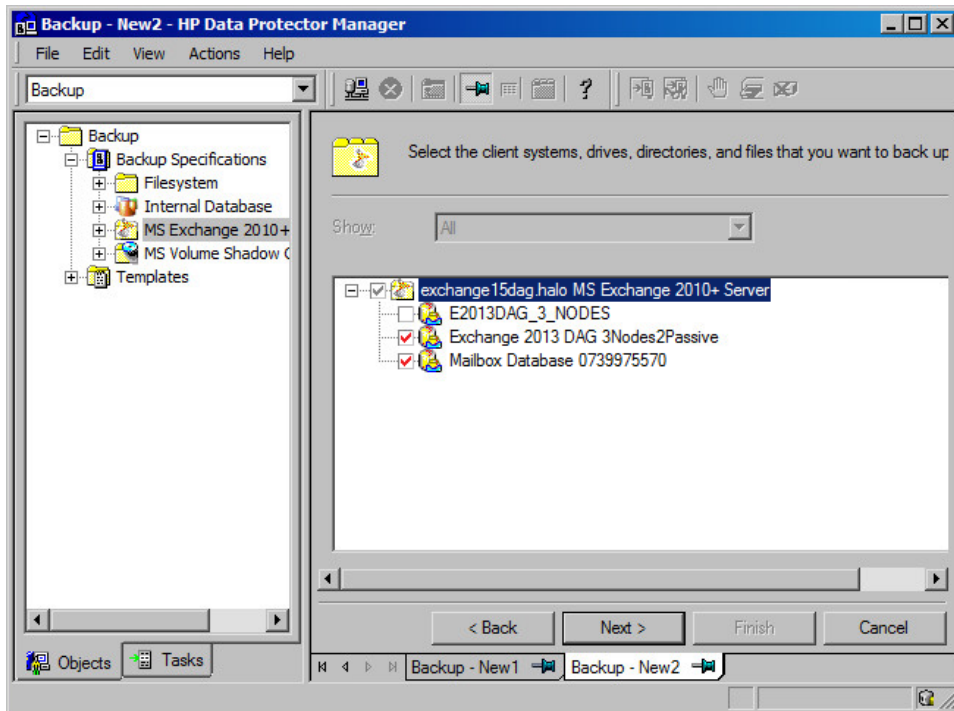 Backup - New2 - HP Data Protector Manager
File Edit View Actions Help
Backup
Backup
Backup Specifications
Filesystem
Internal Database
MS Exchange 2010+
MS Volume Shadow C
Templates
Objects Tasks
Select the client systems, drives, directories, and files that you want to back up
Show: All
exchange15dag.halo MS Exchange 2010+ Server
E2013DAG_3_NODES
Exchange 2013 DAG 3Nodes2Passive
Mailbox Database 0739975570
< Back Next > Finish Cancel
Backup - New1 Backup - New2